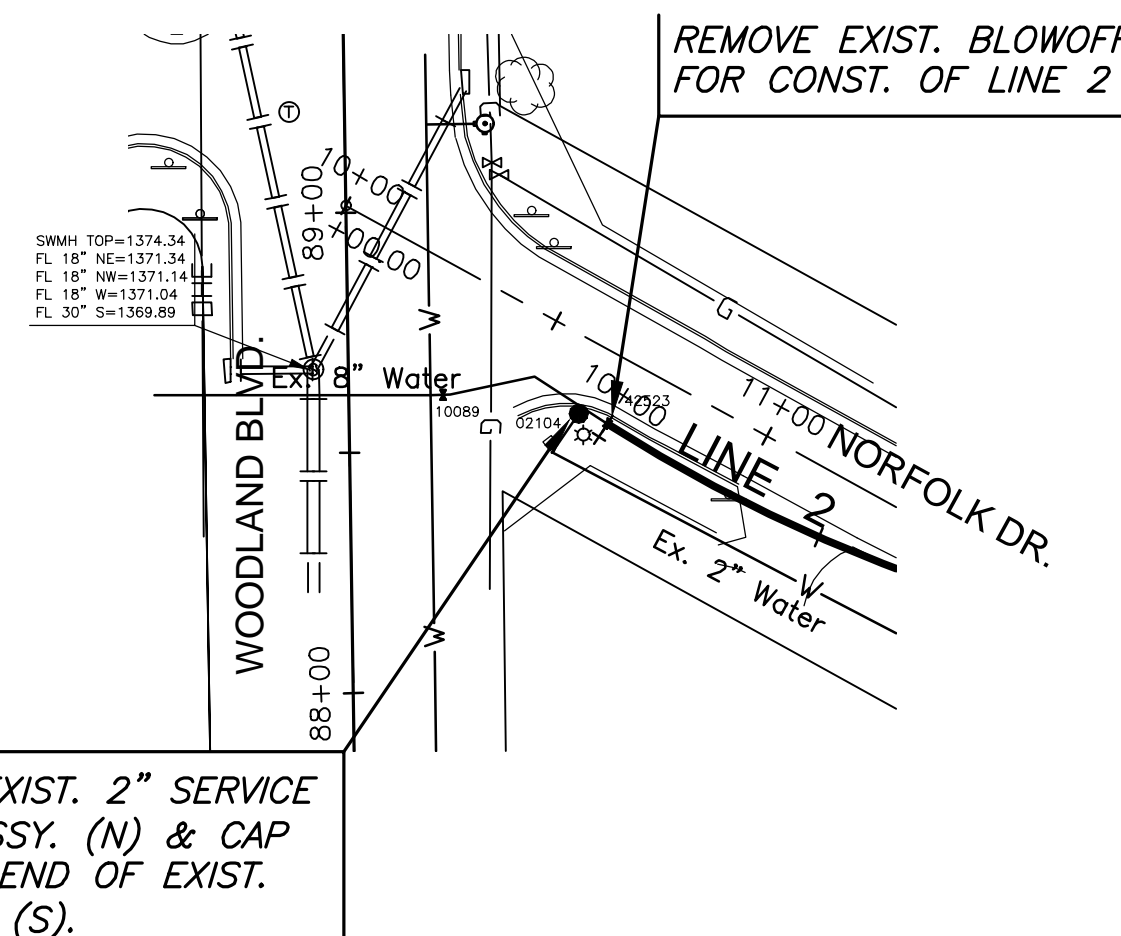 REMOVE EXIST. BLOWOFF
FOR CONST. OF LINE 2
T
10+00
89+00
+00.00
SWMH TOP=1374.34
FL 18" NE=1371.34
FL 18" NW=1371.14
FL 18" W=1371.04
FL 30" S=1369.89
G
W
Ex. 8" Water
10089
G
02104
10+00
42523
11+00
NORFOLK DR.
LINE 2
WOODLAND BLVD.
Ex. 2" Water
W
W
88+00
EXIST. 2" SERVICE
SSY. (N) & CAP
END OF EXIST.
(S).